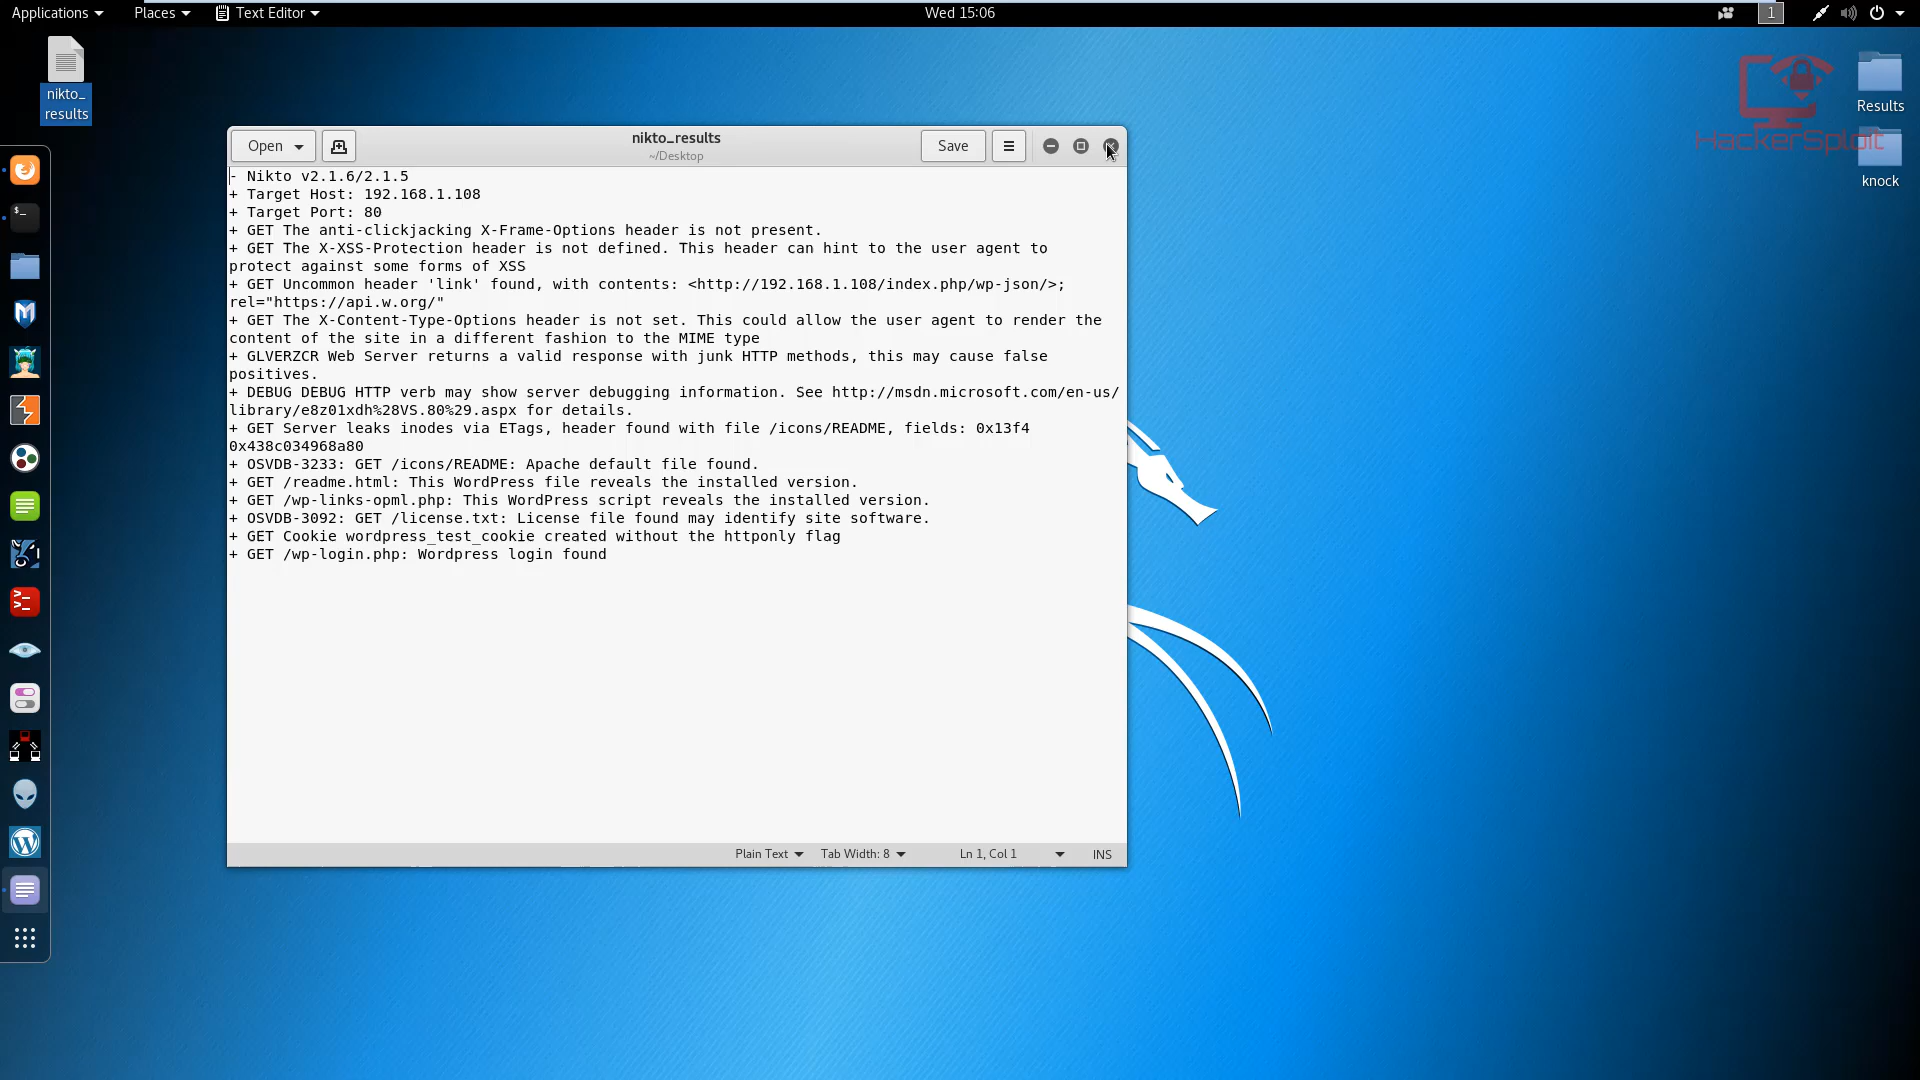 Applications Places Text Editor Wed 15:06 1
nikto_
results
Results
HackerSploit
knock
Open nikto_results Save
~/Desktop
- Nikto v2.1.6/2.1.5
+ Target Host: 192.168.1.108
+ Target Port: 80
+ GET The anti-clickjacking X-Frame-Options header is not present.
+ GET The X-XSS-Protection header is not defined. This header can hint to the user agent to
protect against some forms of XSS
+ GET Uncommon header 'link' found, with contents: <http://192.168.1.108/index.php/wp-json/>;
rel="https://api.w.org/"
+ GET The X-Content-Type-Options header is not set. This could allow the user agent to render the
content of the site in a different fashion to the MIME type
+ GLVERZCR Web Server returns a valid response with junk HTTP methods, this may cause false
positives.
+ DEBUG DEBUG HTTP verb may show server debugging information. See http://msdn.microsoft.com/en-us/
library/e8z01xdh%28VS.80%29.aspx for details.
+ GET Server leaks inodes via ETags, header found with file /icons/README, fields: 0x13f4
0x438c034968a80
+ OSVDB-3233: GET /icons/README: Apache default file found.
+ GET /readme.html: This WordPress file reveals the installed version.
+ GET /wp-links-opml.php: This WordPress script reveals the installed version.
+ OSVDB-3092: GET /license.txt: License file found may identify site software.
+ GET Cookie wordpress_test_cookie created without the httponly flag
+ GET /wp-login.php: Wordpress login found
Plain Text Tab Width: 8 Ln 1, Col 1 INS